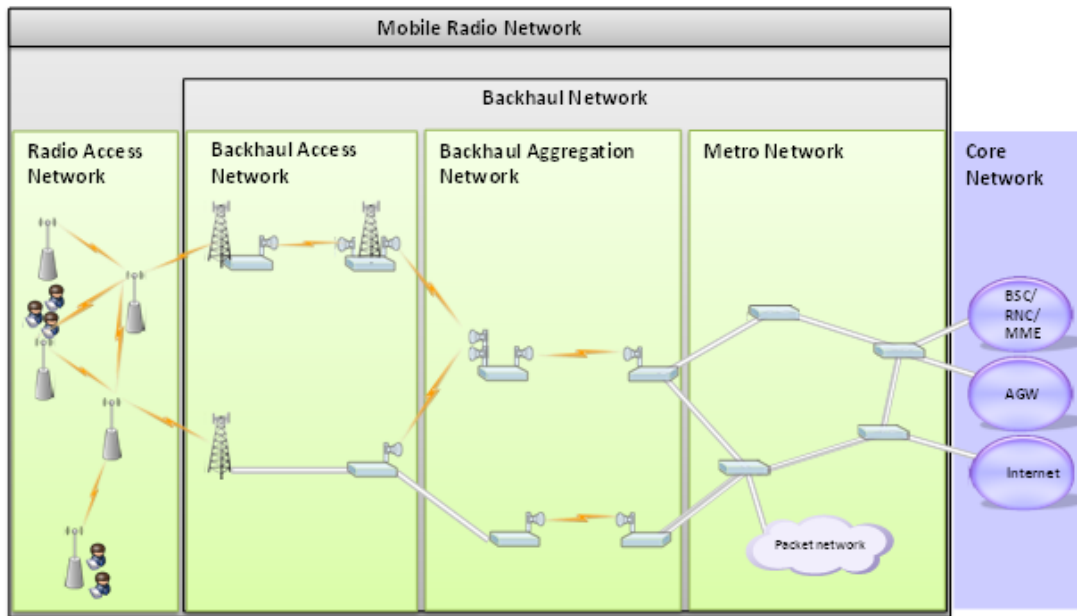 Mobile Radio Network
Backhaul Network
Radio Access
Network
Backhaul Access
Network
Backhaul Aggregation
Network
Metro Network
Core
Network
BSC/
RNC/
MME
AGW
Internet
Packet network